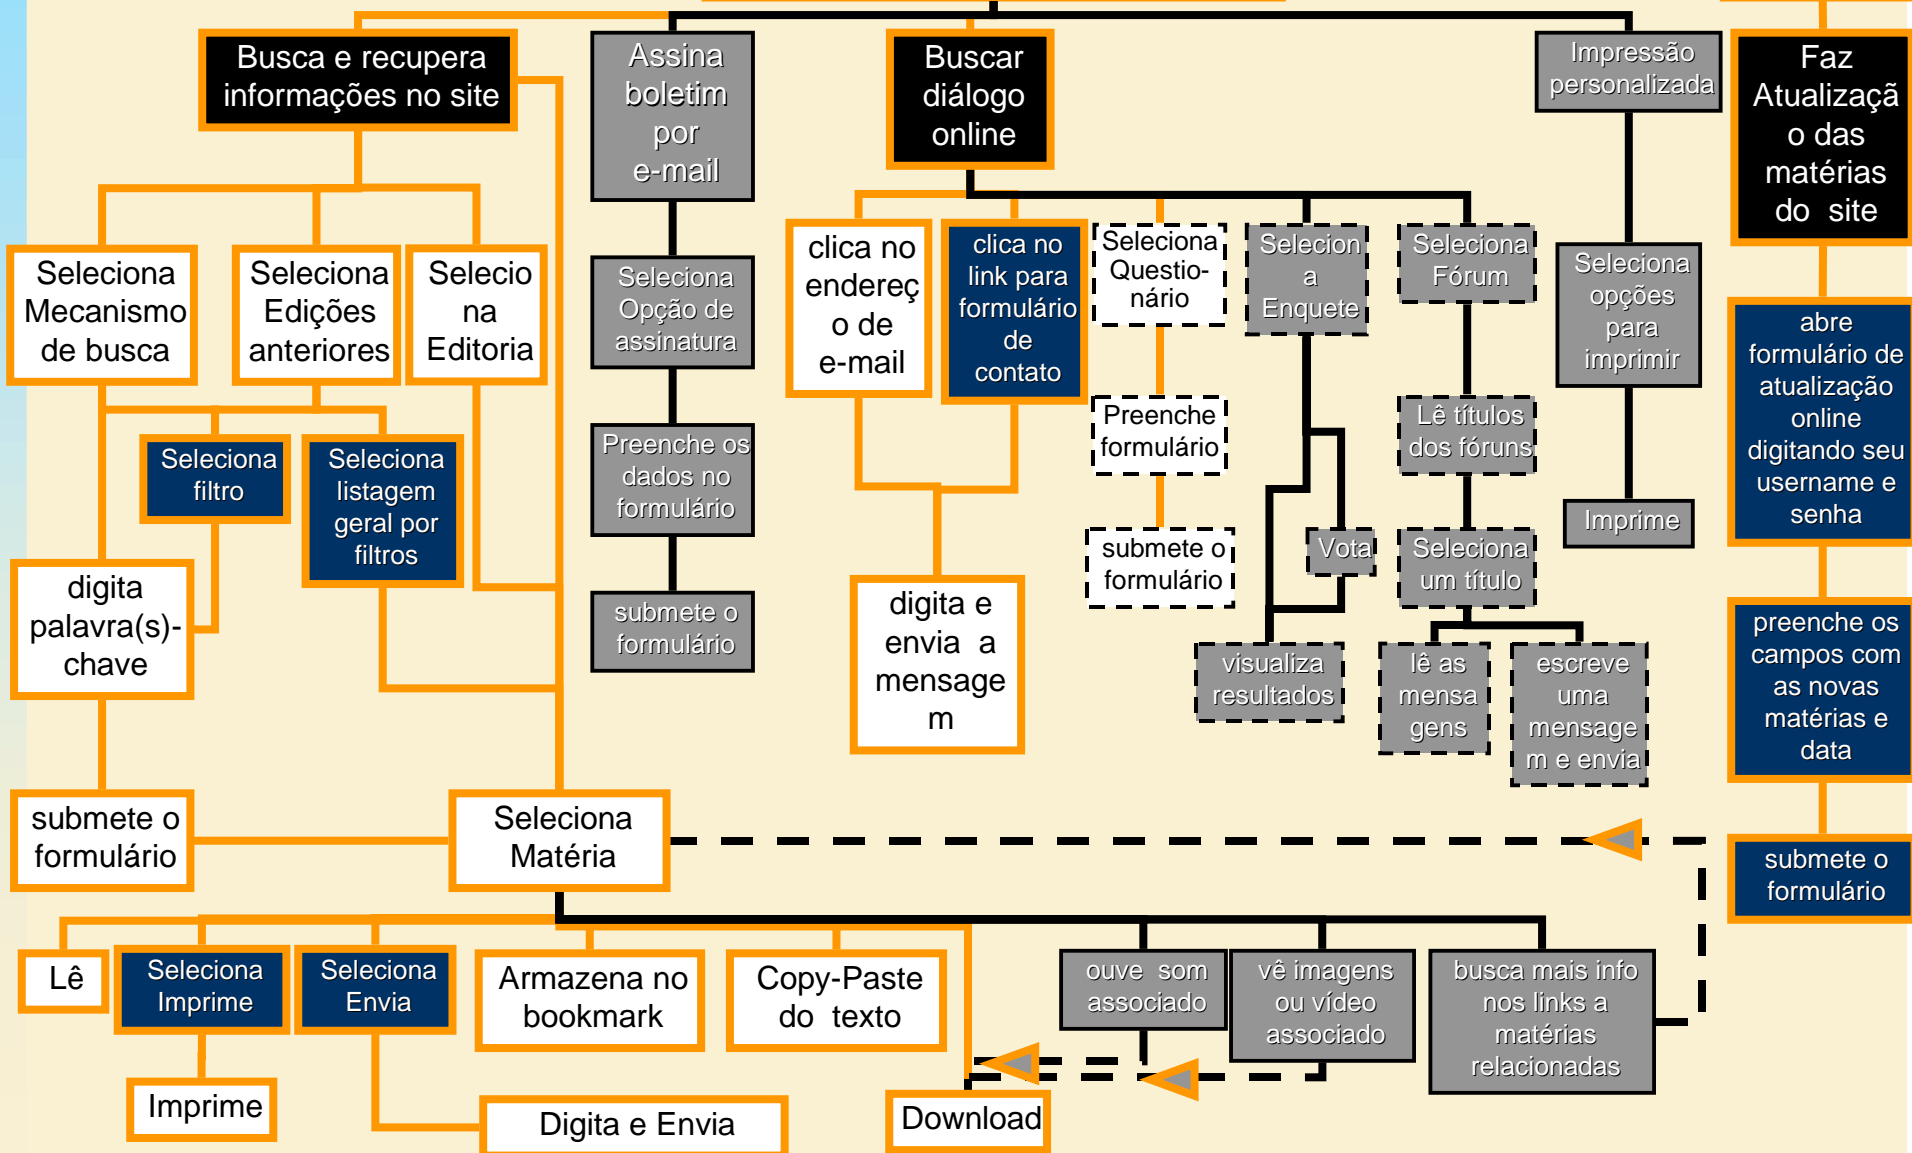 Busca e recupera
informações no site
Assina
boletim
por
e-mail
Buscar
diálogo
online
Impressão
personalizada
Faz
Atualizaçã
o das
matérias
do site
Seleciona
Mecanismo
de busca
Seleciona
Edições
anteriores
Selecio
na
Editoria
Seleciona
Opção de
assinatura
clica no
endereç
o de
e-mail
clica no
link para
formulário
de
contato
Seleciona
Questio-
nário
Selecion
a
Enquete
Seleciona
Fórum
Seleciona
opções
para
imprimir
abre
formulário de
atualização
online
digitando seu
username e
senha
Seleciona
filtro
Seleciona
listagem
geral por
filtros
Preenche os
dados no
formulário
Preenche
formulário
Lê títulos
dos fóruns
Imprime
digita
palavra(s)-
chave
submete o
formulário
digita e
envia a
mensage
m
submete o
formulário
Vota
Seleciona
um título
visualiza
resultados
lê as
mensa
gens
escreve
uma
mensage
m e envia
preenche os
campos com
as novas
matérias e
data
submete o
formulário
Seleciona
Matéria
submete o
formulário
Lê
Seleciona
Imprime
Seleciona
Envia
Armazena no
bookmark
Copy-Paste
do texto
ouve som
associado
vê imagens
ou vídeo
associado
busca mais info
nos links a
matérias
relacionadas
Imprime
Digita e Envia
Download